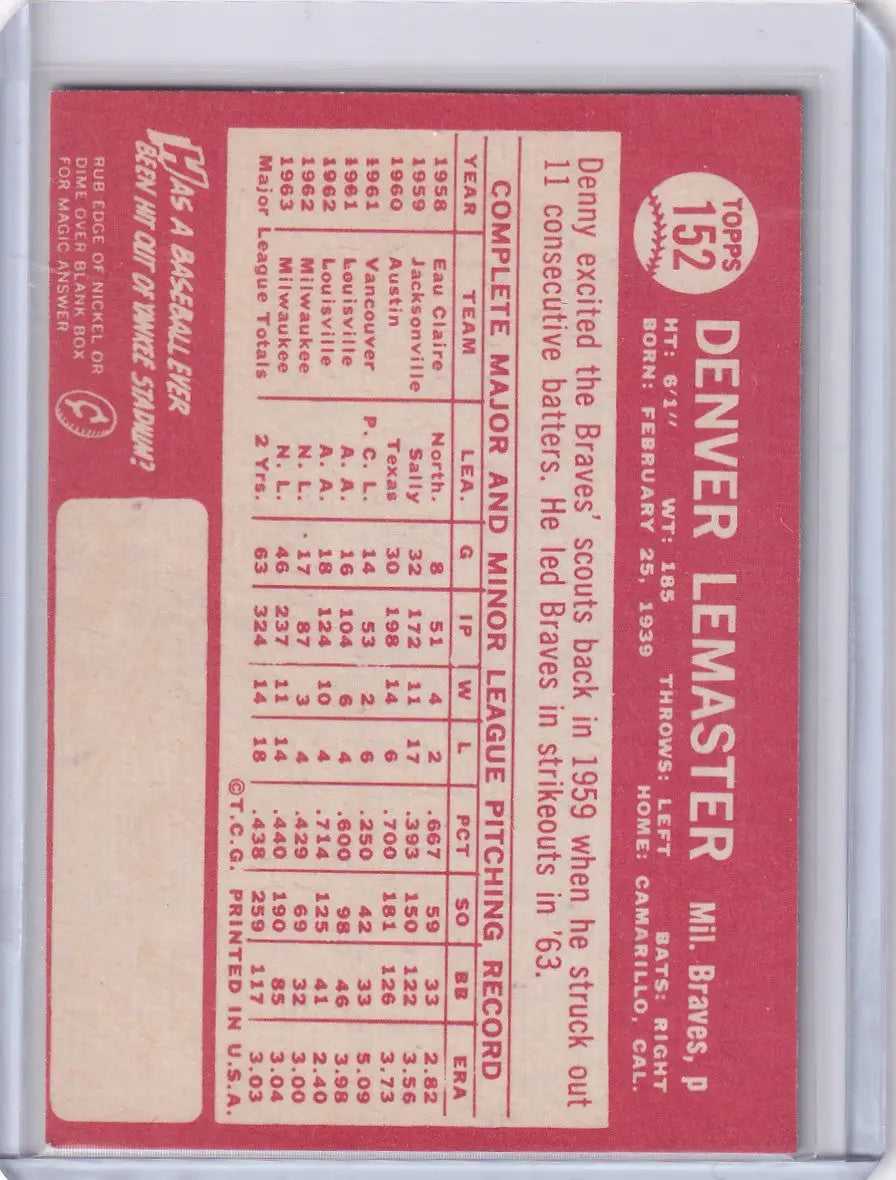 TOPPS
152
DENVER LEMASTER Mil. Braves, p
HT: 6'1" WT: 185 THROWS: LEFT BATS: RIGHT
BORN: FEBRUARY 25, 1939 HOME: CAMARILLO, CAL.
Denny excited the Braves' scouts back in 1959 when he struck out
11 consecutive batters. He led Braves in strikeouts in '63.
COMPLETE MAJOR AND MINOR LEAGUE PITCHING RECORD
YEAR TEAM LEA. G IP W L PCT SO BB ERA
1958 Eau Claire North. 8 51 4 2 .667 59 33 2.82
1959 Jacksonville Sally 32 172 11 17 .393 150 122 3.56
1960 Austin Texas 30 198 14 6 .700 181 126 3.73
1961 Vancouver P. C. L. 14 53 2 6 .250 42 33 5.09
1961 Louisville A. A. 16 104 6 4 .600 98 46 3.98
1962 Louisville A. A. 18 124 10 4 .714 125 41 2.40
1962 Milwaukee N. L. 17 87 3 4 .429 69 32 3.00
1963 Milwaukee N. L. 46 237 11 14 .440 190 85 3.04
Major League Totals 2 Yrs. 63 324 14 18 .438 259 117 3.03
©T.C.G. PRINTED IN U.S.A.
HAS A BASEBALL EVER
BEEN HIT OUT OF YANKEE STADIUM?
RUB EDGE OF NICKEL OR
DIME OVER BLANK BOX
FOR MAGIC ANSWER